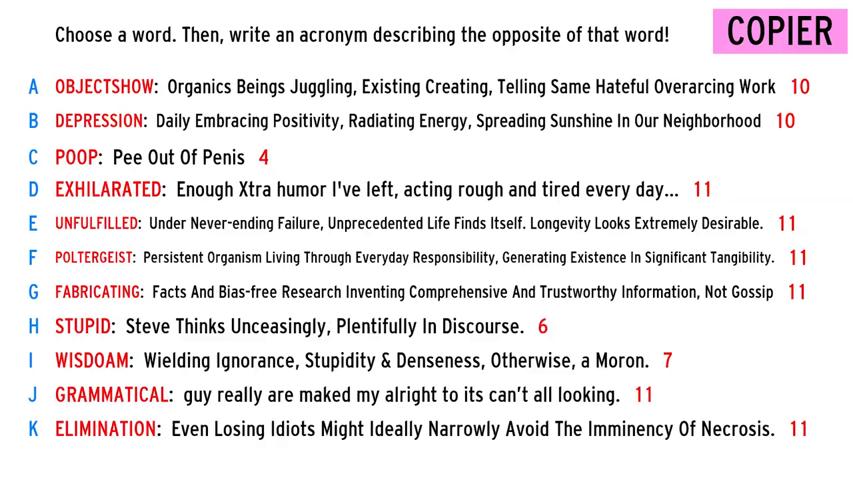 Choose a word. Then, write an acronym describing the opposite of that word! COPIER
A OBJECTSHOW: Organics Beings Juggling, Existing Creating, Telling Same Hateful Overarcing Work 10
B DEPRESSION: Daily Embracing Positivity, Radiating Energy, Spreading Sunshine In Our Neighborhood 10
C POOP: Pee Out Of Penis 4
D EXHILARATED: Enough Xtra humor I've left, acting rough and tired every day... 11
E UNFULFILLED: Under Never-ending Failure, Unprecedented Life Finds Itself. Longevity Looks Extremely Desirable. 11
F POLTERGEIST: Persistent Organism Living Through Everyday Responsibility, Generating Existence In Significant Tangibility. 11
G FABRICATING: Facts And Bias-free Research Inventing Comprehensive And Trustworthy Information, Not Gossip 11
H STUPID: Steve Thinks Unceasingly, Plentifully In Discourse. 6
I WISDOAM: Wielding Ignorance, Stupidity & Denseness, Otherwise, a Moron. 7
J GRAMMATICAL: guy really are maked my alright to its can't all looking. 11
K ELIMINATION: Even Losing Idiots Might Ideally Narrowly Avoid The Imminency Of Necrosis. 11